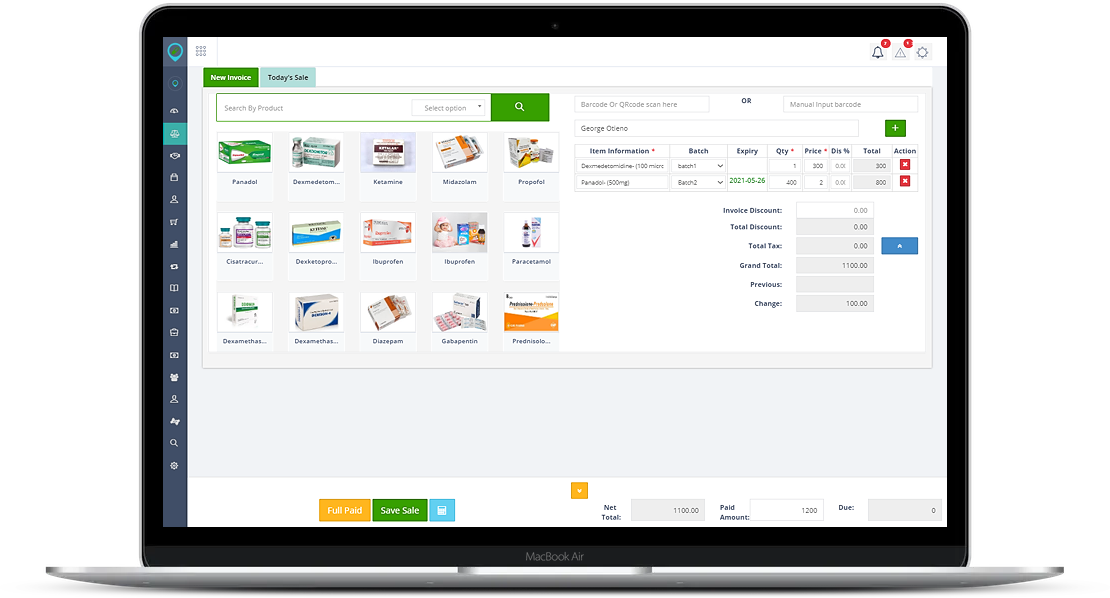 New Invoice Today's Sale
Search By Product Select option
Barcode Or QRcode scan here OR Manual Input barcode
George Otieno
Item Information * Batch Expiry Qty * Price * Dis % Total Action
Dexmedetomidine- (100 micr batch1 1 300 0.00 300
Panadol- (500mg) Batch2 2021-05-26 400 2 0.00 800
Panadol Dexmedetom... Ketamine Midazolam Propofol
Invoice Discount: 0.00
Total Discount: 0.00
Total Tax: 0.00
Grand Total: 1100.00
Previous:
Change: 100.00
Cisatracur... Dexketopro... Ibuprofen Ibuprofen Paracetamol
Dexamethas... Dexamethas... Diazepam Gabapentin Prednisolo...
Full Paid Save Sale
Net Total: 1100.00 Paid Amount: 1200 Due: 0
MacBook Air